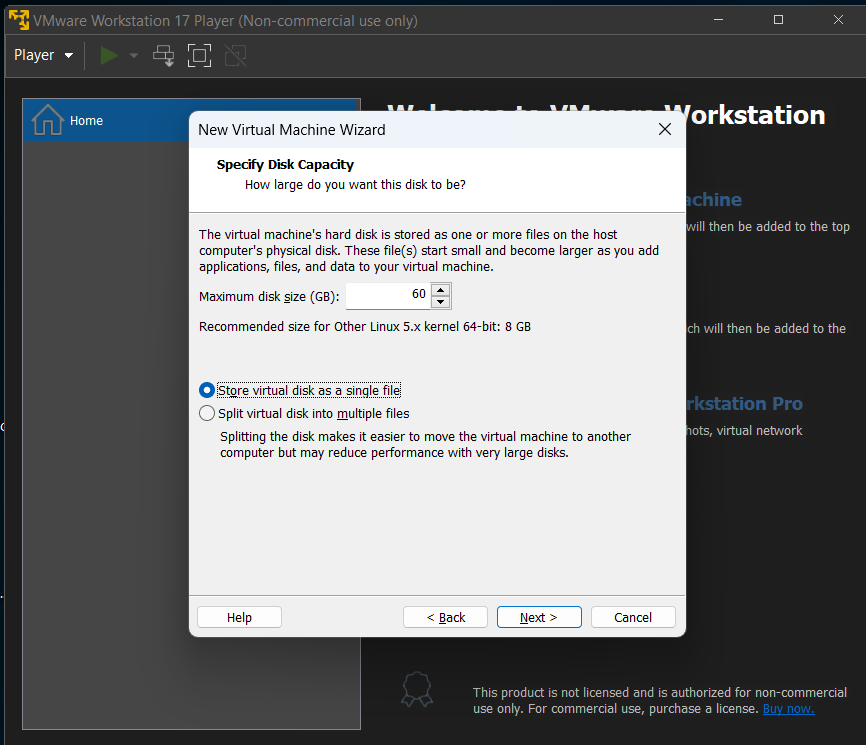 VMware Workstation 17 Player (Non-commercial use only)
Player
Home
Welcome to VMware Workstation
New Virtual Machine Wizard
Specify Disk Capacity
How large do you want this disk to be?
The virtual machine's hard disk is stored as one or more files on the host
computer's physical disk. These file(s) start small and become larger as you add
applications, files, and data to your virtual machine.
Maximum disk size (GB): 60
Recommended size for Other Linux 5.x kernel 64-bit: 8 GB
Store virtual disk as a single file
Split virtual disk into multiple files
Splitting the disk makes it easier to move the virtual machine to another
computer but may reduce performance with very large disks.
Help
< Back
Next >
Cancel
achine
will then be added to the top
ch will then be added to the
rkstation Pro
hots, virtual network
This product is not licensed and is authorized for non-commercial
use only. For commercial use, purchase a license. Buy now.